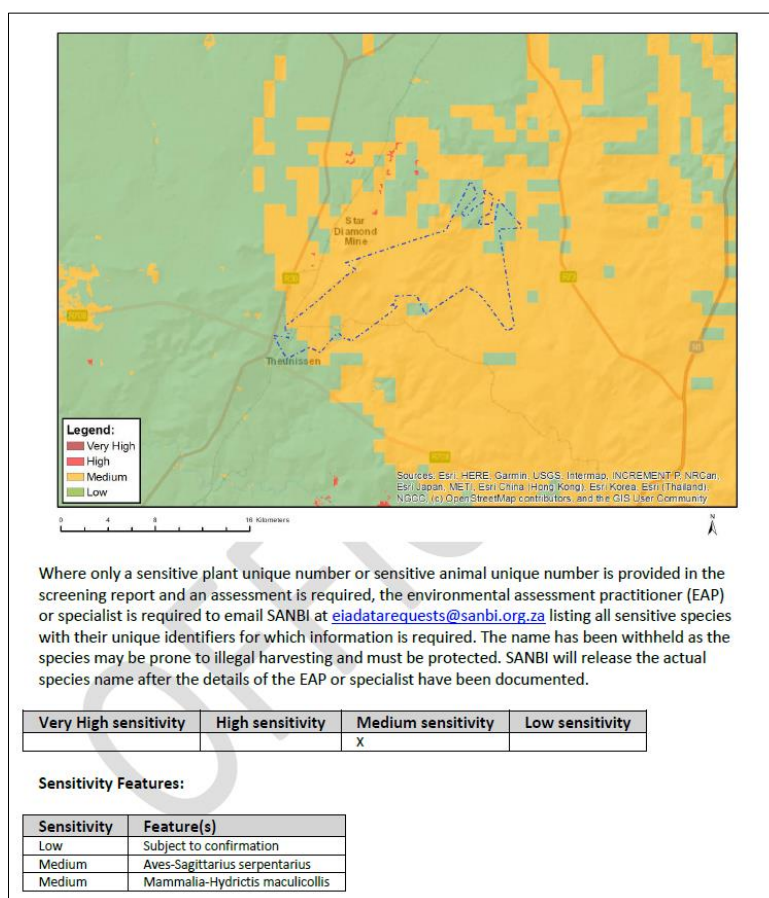 Star
Diamond
Mine
R30
R73
Theunissen
Legend:
Very High
High
Medium
Low
Sources: Esri, HERE, Garmin, USGS, Intermap, INCREMENT P, NRCan,
Esri Japan, METI, Esri China (Hong Kong), Esri Korea, Esri (Thailand),
NGCC, (c) OpenStreetMap contributors, and the GIS User Community
0 2 4 8 16 Kilometers
N
Where only a sensitive plant unique number or sensitive animal unique number is provided in the
screening report and an assessment is required, the environmental assessment practitioner (EAP)
or specialist is required to email SANBI at eiadatarequests@sanbi.org.za listing all sensitive species
with their unique identifiers for which information is required. The name has been withheld as the
species may be prone to illegal harvesting and must be protected. SANBI will release the actual
species name after the details of the EAP or specialist have been documented.
Very High sensitivity High sensitivity Medium sensitivity Low sensitivity
X
Sensitivity Features:
Sensitivity Feature(s)
Low Subject to confirmation
Medium Aves-Sagittarius serpentarius
Medium Mammalia-Hydrictis maculicollis